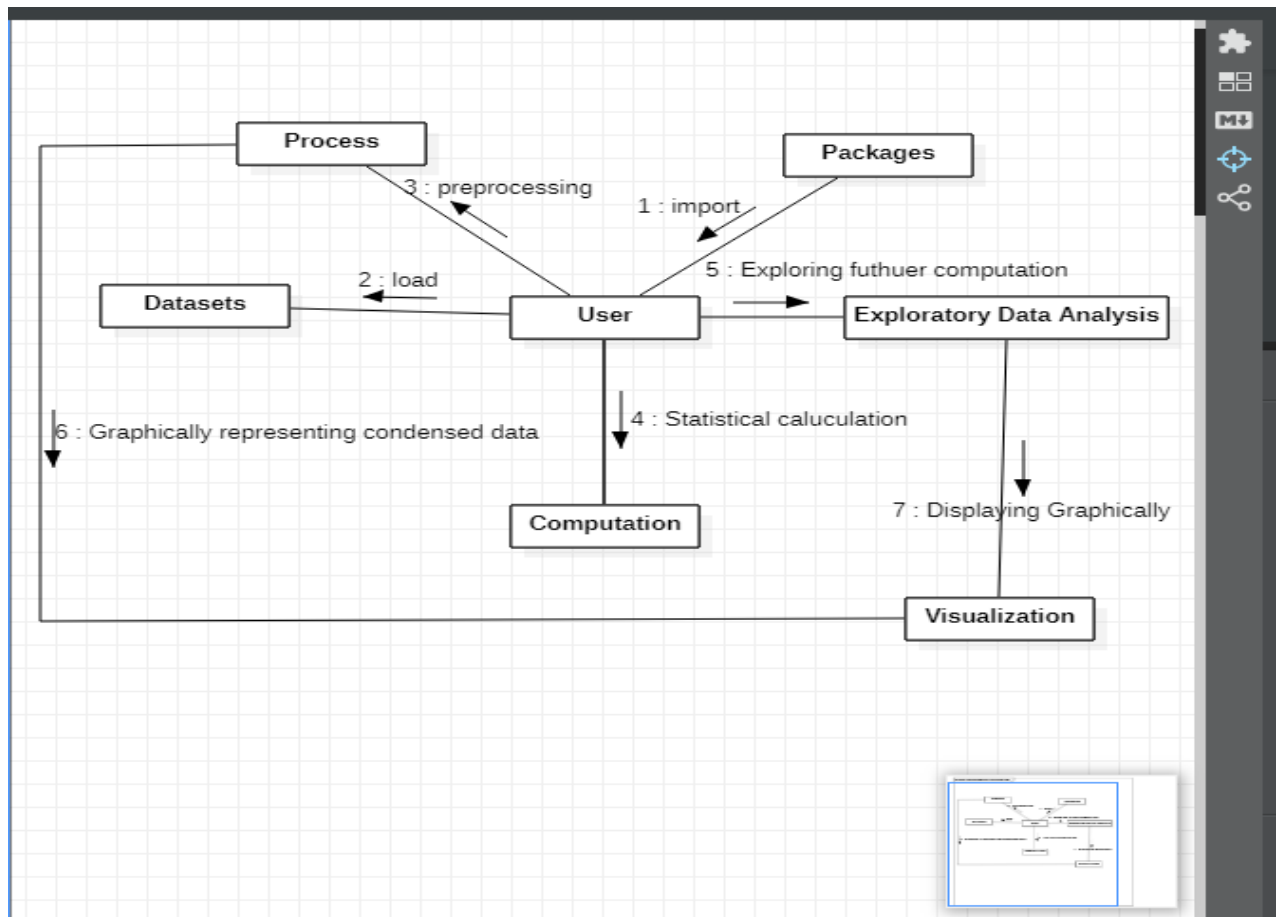 Process
Packages
3 : preprocessing
1 : import
5 : Exploring futhuer computation
2 : load
Datasets
User
Exploratory Data Analysis
4 : Statistical caluculation
6 : Graphically representing condensed data
7 : Displaying Graphically
Computation
Visualization
M